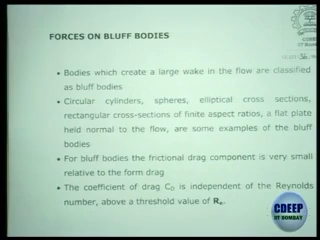 FORCES ON BLUFF BODIES
• Bodies which create a large wake in the flow are classified
as bluff bodies
• Circular cylinders, spheres, elliptical cross sections,
rectangular cross-sections of finite aspect ratios, a flat plate
held normal to the flow, are some examples of the bluff
bodies
• For bluff bodies the frictional drag component is very small
relative to the form drag
• The coefficient of drag CD is independent of the Reynolds
number, above a threshold value of Re.
CDEEP
IIT BOMBAY